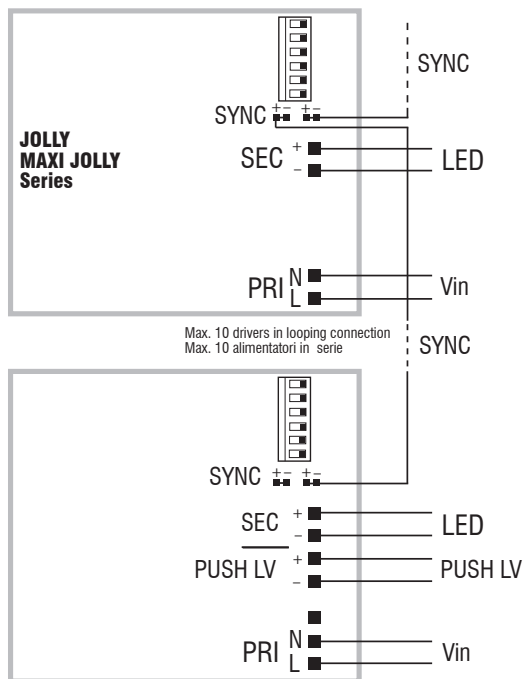 SYNC
+- +-
SYNC
JOLLY
MAXI JOLLY
Series
SEC + LED
-
PRI N Vin
L
Max. 10 drivers in looping connection
Max. 10 alimentatori in serie
SYNC
+- +-
SYNC
SEC + LED
-
PUSH LV + PUSH LV
-
PRI N Vin
L